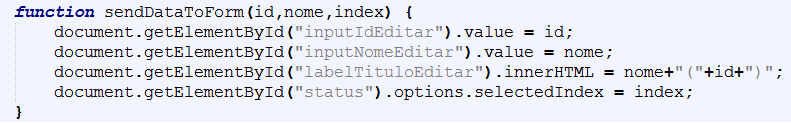 function sendDataToForm(id,nome,index) {
    document.getElementById("inputIdEditar").value = id;
    document.getElementById("inputNomeEditar").value = nome;
    document.getElementById("labelTituloEditar").innerHTML = nome+"("+id+")";
    document.getElementById("status").options.selectedIndex = index;
}